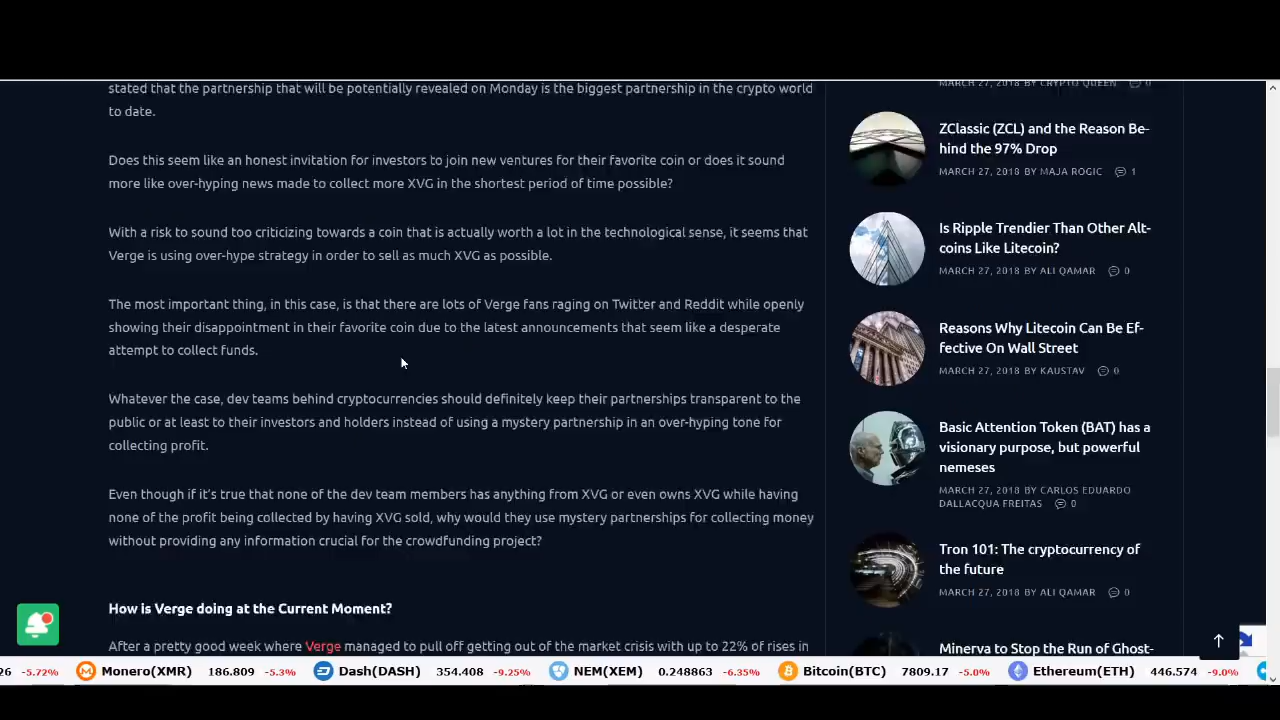 stated that the partnership that will be potentially revealed on Monday is the biggest partnership in the crypto world
to date.
Does this seem like an honest invitation for investors to join new ventures for their favorite coin or does it sound
more like over-hyping news made to collect more XVG in the shortest period of time possible?
With a risk to sound too criticizing towards a coin that is actually worth a lot in the technological sense, it seems that
Verge is using over-hype strategy in order to sell as much XVG as possible.
The most important thing, in this case, is that there are lots of Verge fans raging on Twitter and Reddit while openly
showing their disappointment in their favorite coin due to the latest announcements that seem like a desperate
attempt to collect funds.
Whatever the case, dev teams behind cryptocurrencies should definitely keep their partnerships transparent to the
public or at least to their investors and holders instead of using a mystery partnership in an over-hyping tone for
collecting profit.
Even though if it's true that none of the dev team members has anything from XVG or even owns XVG while having
none of the profit being collected by having XVG sold, why would they use mystery partnerships for collecting money
without providing any information crucial for the crowdfunding project?
How is Verge doing at the Current Moment?
After a pretty good week where Verge managed to pull off getting out of the market crisis with up to 22% of rises in
MARCH 27, 2018 BY CRYPTO QUEEN 0
ZClassic (ZCL) and the Reason Be-
hind the 97% Drop
MARCH 27, 2018 BY MAJA ROGIC 1
Is Ripple Trendier Than Other Alt-
coins Like Litecoin?
MARCH 27, 2018 BY ALI QAMAR 0
Reasons Why Litecoin Can Be Ef-
fective On Wall Street
MARCH 27, 2018 BY KAUSTAV 0
Basic Attention Token (BAT) has a
visionary purpose, but powerful
nemeses
MARCH 27, 2018 BY CARLOS EDUARDO
DALLACQUA FREITAS 0
Tron 101: The cryptocurrency of
the future
MARCH 27, 2018 BY ALI QAMAR 0
Minerva to Stop the Run of Ghost-
26 -5.72% Monero(XMR) 186.809 -5.3% Dash(DASH) 354.408 -9.25% NEM(XEM) 0.248863 -6.35% Bitcoin(BTC) 7809.17 -5.0% Ethereum(ETH) 446.574 -9.0%